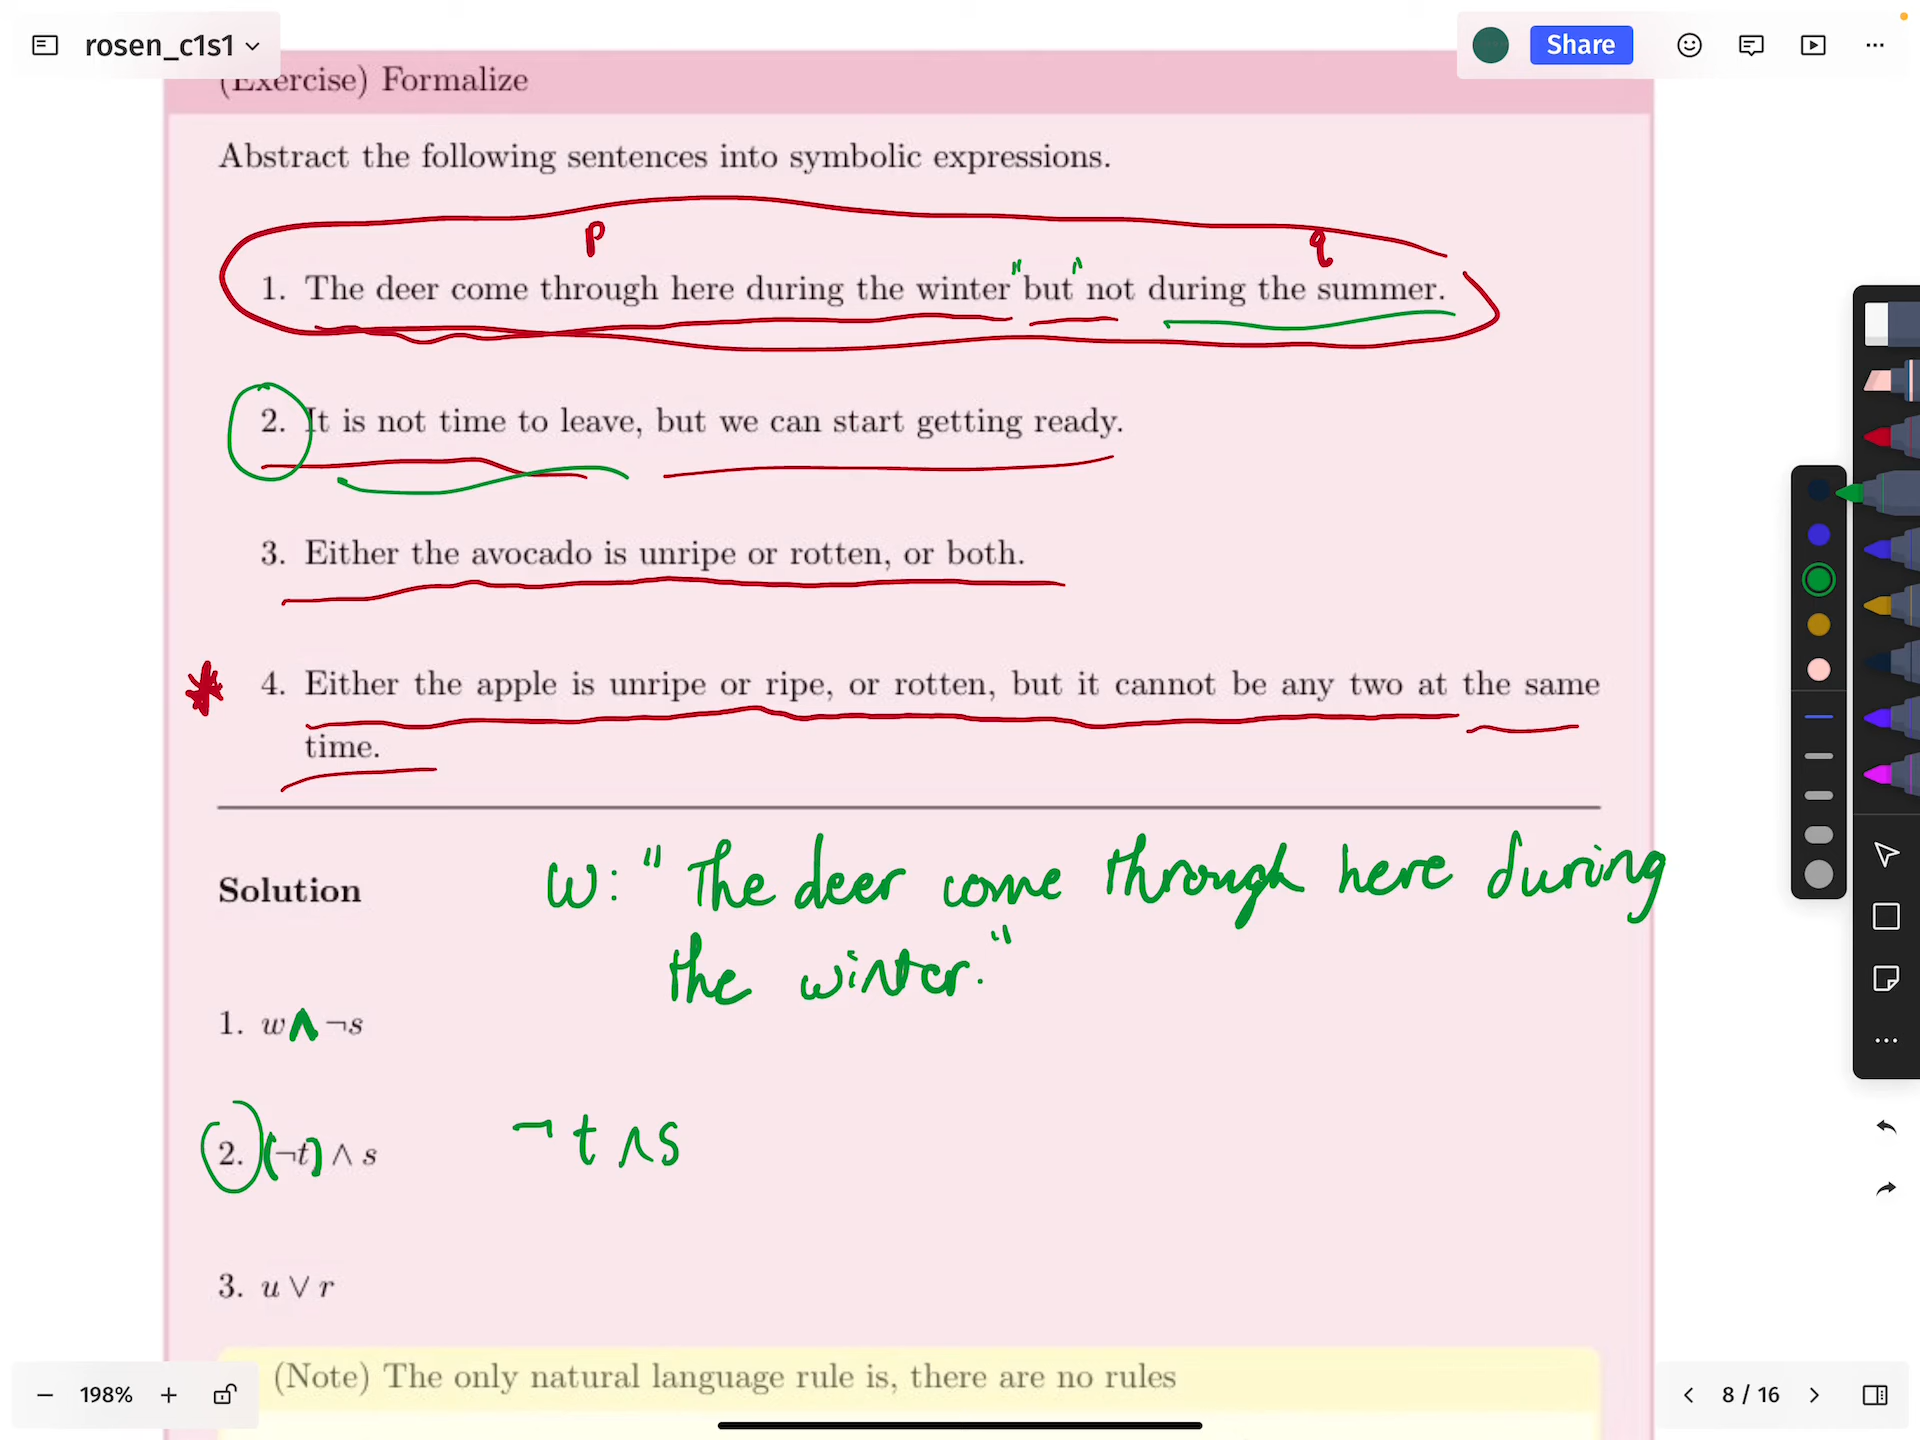 rosen_c1s1
Share
(Exercise) Formalize
Abstract the following sentences into symbolic expressions.
p
q
1. The deer come through here during the winter "but" not during the summer.
2. It is not time to leave, but we can start getting ready.
3. Either the avocado is unripe or rotten, or both.
* 4. Either the apple is unripe or ripe, or rotten, but it cannot be any two at the same
time.
Solution
w: "The deer come through here during
the winter."
1. w ∧ ¬s
2. (¬t) ∧ s
¬t ∧ s
3. u ∨ r
(Note) The only natural language rule is, there are no rules
198%
8 / 16